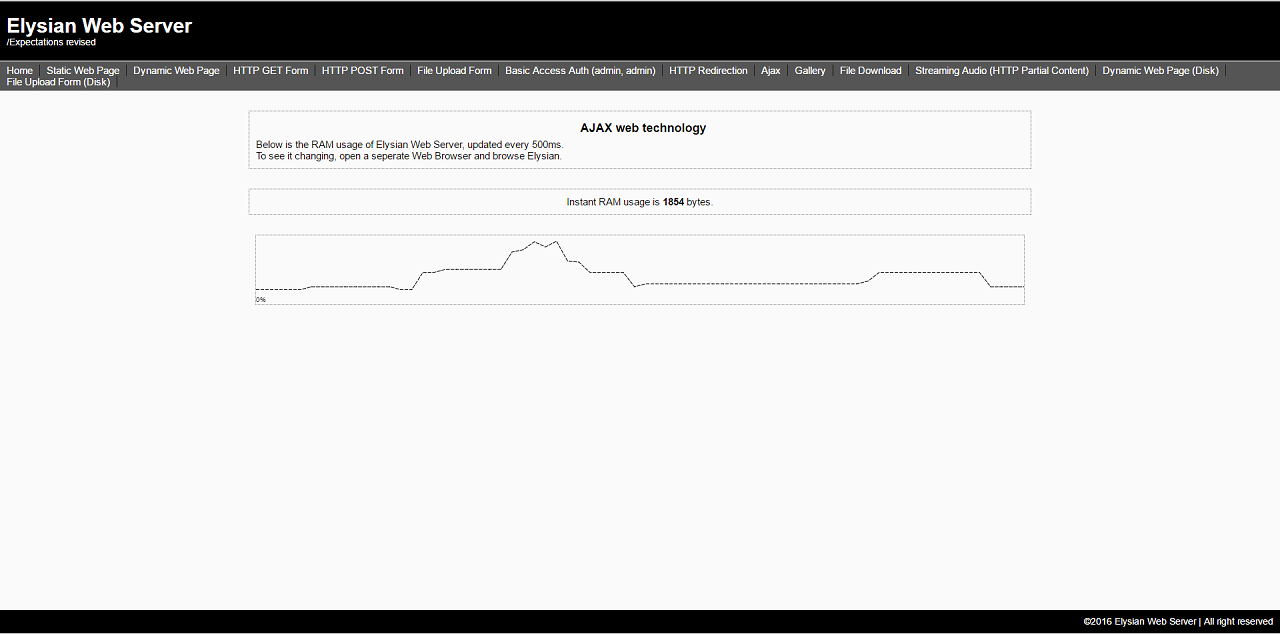 Elysian Web Server
/Expectations revised
Home | Static Web Page | Dynamic Web Page | HTTP GET Form | HTTP POST Form | File Upload Form | Basic Access Auth (admin, admin) | HTTP Redirection | Ajax | Gallery | File Download | Streaming Audio (HTTP Partial Content) | Dynamic Web Page (Disk) |
File Upload Form (Disk) |
AJAX web technology
Below is the RAM usage of Elysian Web Server, updated every 500ms.
To see it changing, open a seperate Web Browser and browse Elysian.
Instant RAM usage is 1854 bytes.
0%
©2016 Elysian Web Server | All right reserved